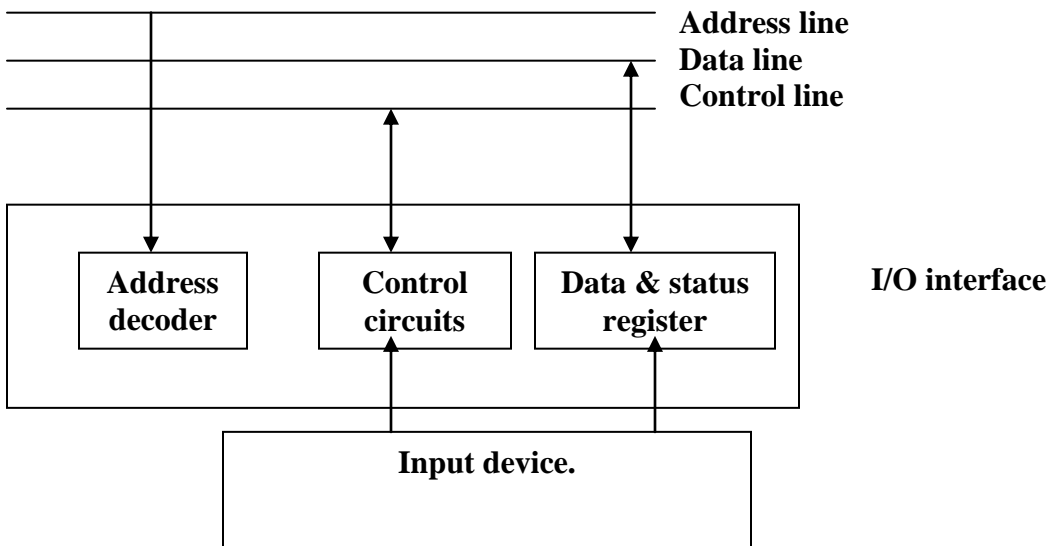 Address line
Data line
Control line
Address
decoder
Control
circuits
Data & status
register
I/O interface
Input device.